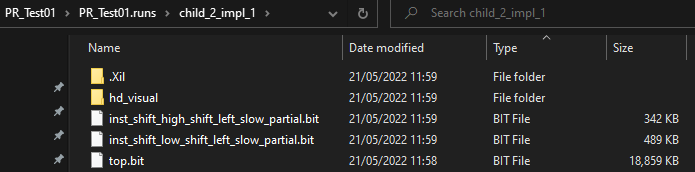 PR_Test01 > PR_Test01.runs > child_2_impl_1 > Search child_2_impl_1
Name Date modified Type Size
.Xil 21/05/2022 11:59 File folder
hd_visual 21/05/2022 11:59 File folder
inst_shift_high_shift_left_slow_partial.bit 21/05/2022 11:59 BIT File 342 KB
inst_shift_low_shift_left_slow_partial.bit 21/05/2022 11:59 BIT File 489 KB
top.bit 21/05/2022 11:58 BIT File 18,859 KB